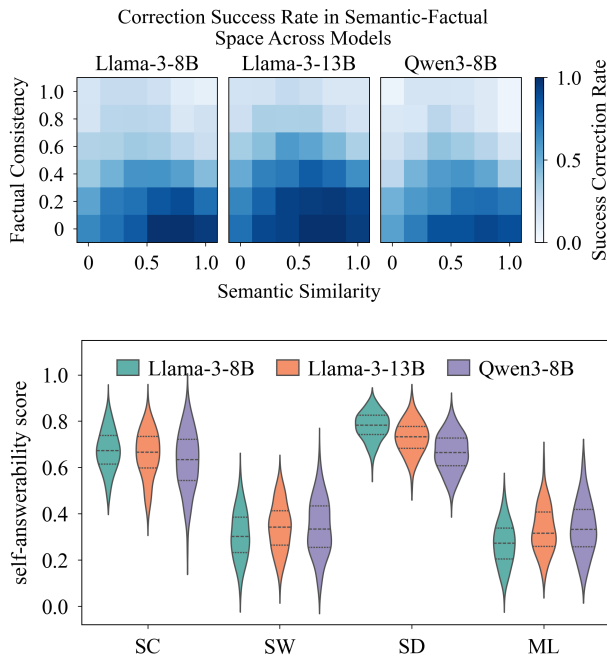 Correction Success Rate in Semantic-Factual
Space Across Models
Llama-3-8B Llama-3-13B Qwen3-8B
Factual Consistency
1.0
0.8
0.6
0.4
0.2
0
0 0.5 1.0 0 0.5 1.0 0 0.5 1.0
Semantic Similarity
1.0
0.5
0.0
Success Correction Rate
Llama-3-8B Llama-3-13B Qwen3-8B
self-answerability score
1.0
0.8
0.6
0.4
0.2
0.0
SC SW SD ML